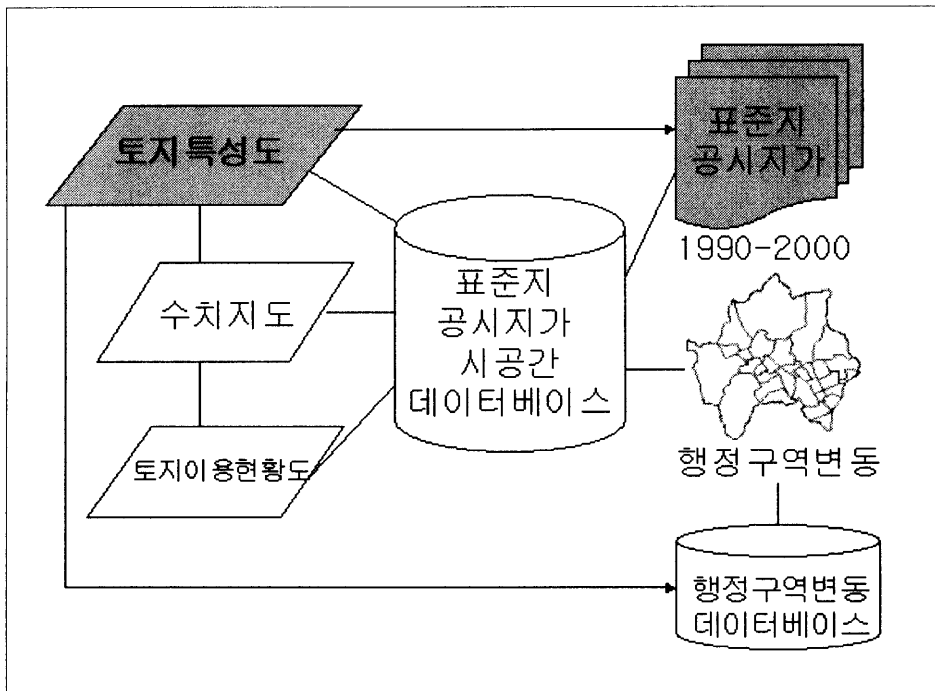 토지특성도
표준지
공시지가
1990-2000
수치지도
표준지
공시지가
시공간
데이터베이스
토지이용현황도
행정구역변동
행정구역변동
데이터베이스